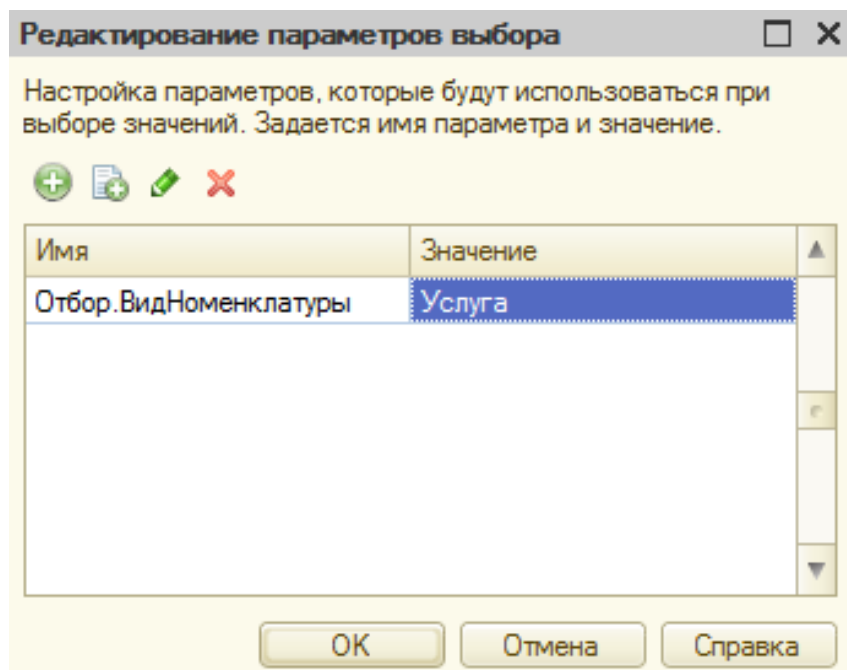 Редактирование параметров выбора
Настройка параметров, которые будут использоваться при
выборе значений. Задается имя параметра и значение.
Имя Значение
Отбор.ВидНоменклатуры Услуга
ОК Отмена Справка